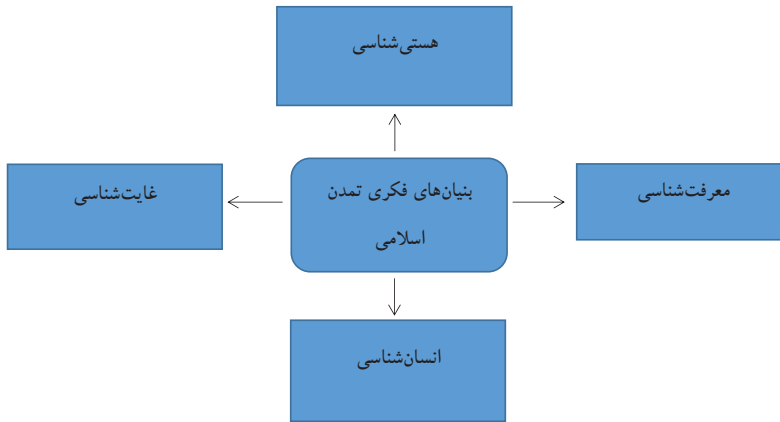 هستی‌شناسی
معرفت‌شناسی
بنیان‌های فکری تمدن
اسلامی
غایت‌شناسی
انسان‌شناسی